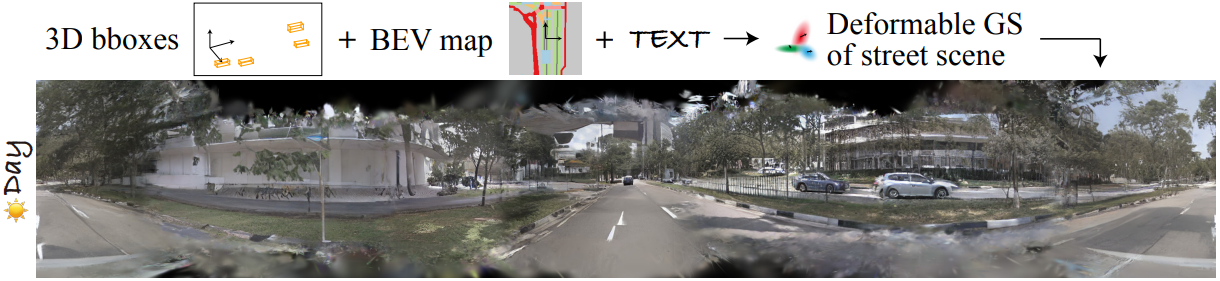 3D bboxes + BEV map + TEXT → Deformable GS
of street scene
Day